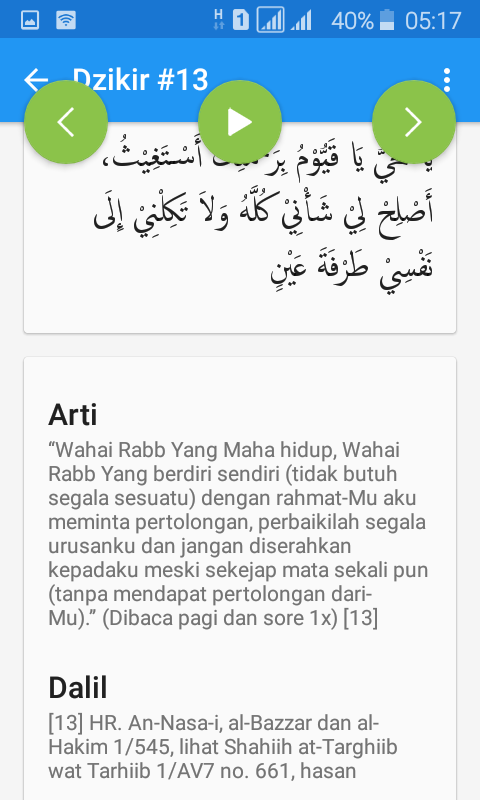 H 1 40% 05:17
Dzikir #13
يَا قَيُّوْمُ أَسْتَغِيْثُ،
أَصْلِحْ لِيْ شَأْنِيْ كُلَّهُ وَلاَ تَكِلْنِيْ إِلَى
نَفْسِيْ طَرْفَةَ عَيْنٍ
Arti
“Wahai Rabb Yang Maha hidup, Wahai
Rabb Yang berdiri sendiri (tidak butuh
segala sesuatu) dengan rahmat-Mu aku
meminta pertolongan, perbaikilah segala
urusanku dan jangan diserahkan
kepadaku meski sekejap mata sekali pun
(tanpa mendapat pertolongan dari-
Mu).” (Dibaca pagi dan sore 1x) [13]
Dalil
[13] HR. An-Nasa-i, al-Bazzar dan al-
Hakim 1/545, lihat Shahiih at-Targhiib
wat Tarhiib 1/AV7 no. 661, hasan